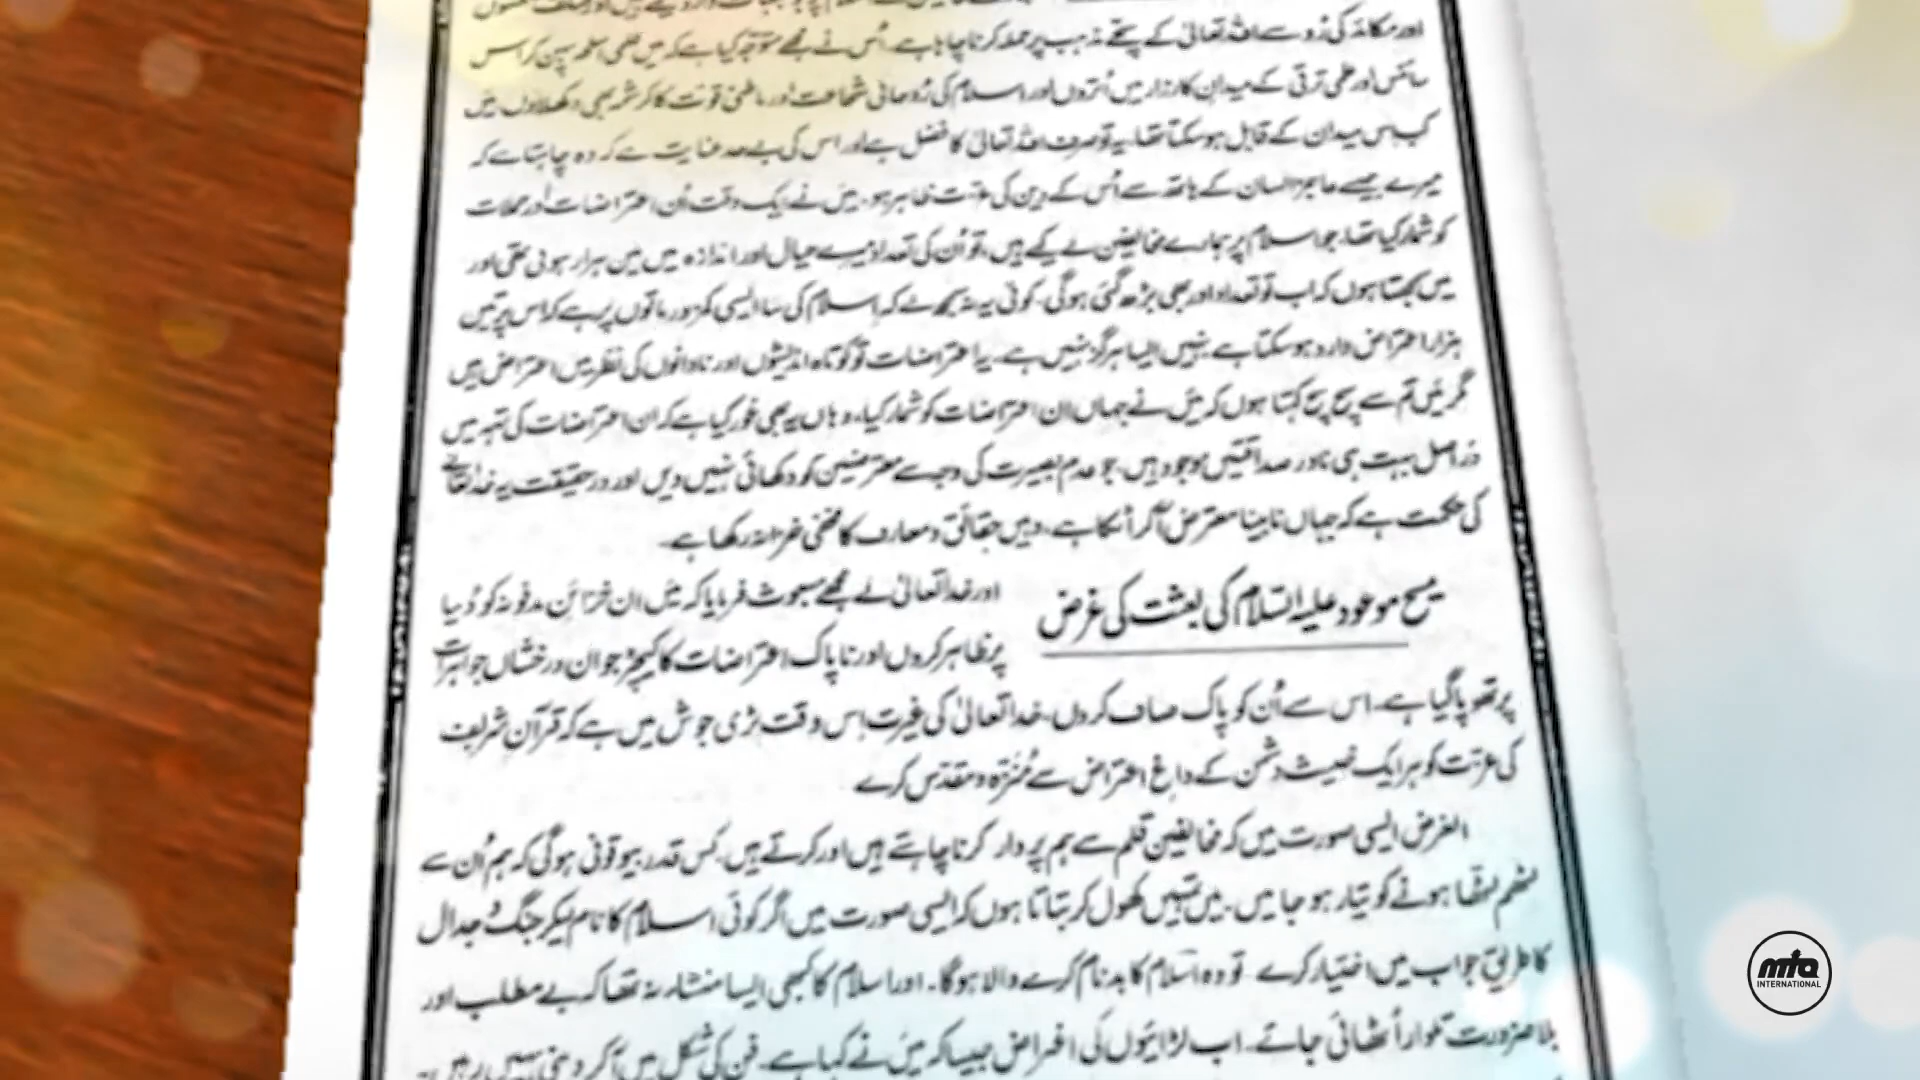 اور مکائد کی رُو سے اللہ تعالیٰ کے سچے مذہب پر حملہ کرنا چاہا ہے۔ اُس نے مجھے متوجہ کیا ہے کہ میں قلمی اسلحہ پہن کر اس
سائنس اور علمی ترقی کے میدانِ کارزار میں اُتروں اور اسلام کی رُوحانی شجاعت اور باطنی قوت کا کرشمہ بھی دکھلاؤں میں
کب اس میدان کے قابل ہو سکتا تھا۔ یہ تو صرف اللہ تعالیٰ کا فضل ہے اور اس کی بے حد عنایت ہے کہ وہ چاہتا ہے کہ
میرے جیسے عاجز انسان کے ہاتھ سے اُس کے دین کی عزت ظاہر ہو۔ میں نے ایک وقت اُن اعتراضات اور حملات
کو شمار کیا تھا، جو اسلام پر ہمارے مخالفین نے کیے ہیں، تو اُن کی تعداد میرے خیال اور اندازہ میں تین ہزار ہوئی تھی اور
میں سمجھتا ہوں کہ اب تو تعداد اور بھی بڑھ گئی ہوگی۔ کوئی یہ نہ سمجھ لے کہ اسلام کی بنا ایسی کمزور باتوں پر ہے کہ اس پر تین
ہزار اعتراض وارد ہو سکتا ہے نہیں ایسا ہرگز نہیں ہے۔ یہ اعتراضات تو کوتاہ اندیشوں اور نادانوں کی نظر میں اعتراض ہیں
مگر میں تم سے سچ سچ کہتا ہوں کہ میں نے جہاں ان اعتراضات کو شمار کیا، وہاں یہ بھی غور کیا ہے کہ ان اعتراضات کی تہہ میں
دراصل بہت ہی نادر صداقتیں موجود ہیں، جو عدم بصیرت کی وجہ سے معترضین کو دکھائی نہیں دیں اور درحقیقت یہ خدا تعالیٰ
کی حکمت ہے کہ جہاں نابینا معترض آکر اٹکا ہے، وہیں حقائق و معارف کا مخفی خزانہ رکھا ہے۔
مسیح موعود علیہ السلام کی بعثت کی غرض
اور خدا تعالیٰ نے مجھے مبعوث فرمایا کہ میں ان خزائنِ مدفونہ کو دُنیا
پر ظاہر کروں اور ناپاک اعتراضات کا کیچڑ جو ان درخشاں جواہرات
پر تھوپا گیا ہے۔ اس سے اُن کو پاک صاف کروں۔ خدا تعالیٰ کی غیرت اس وقت بڑی جوش میں ہے کہ قرآن شریف
کی عزت کو ہر ایک خبیث دشمن کے داغِ اعتراض سے مُنزّہ و مقدّس کرے
الغرض ایسی صورت میں کہ مخالفین قلم سے ہم پر وار کرنا چاہتے ہیں اور کرتے ہیں۔ کس قدر بیوقوفی ہوگی کہ ہم اُن سے
لٹھم لٹھا ہونے کو تیار ہو جائیں۔ میں تمہیں کھول کر بتاتا ہوں کہ ایسی صورت میں اگر کوئی اسلام کا نام لیکر جنگ و جدال
کا طریق جواب میں اختیار کرے تو وہ اسلام کا بدنام کرنے والا ہوگا۔ اور اسلام کا کبھی ایسا منشاء نہ تھا کہ بے مطلب اور
بلا ضرورت تلوار اُٹھائی جائے۔ اب لڑائیوں کی اغراض جیسا کہ میں نے کہا ہے۔ فن کی شکل میں آکر دینی نہیں رہیں۔
mta
INTERNATIONAL